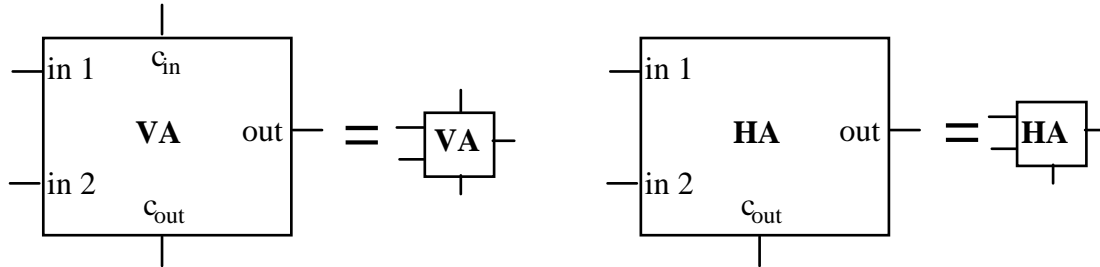 c_in
in 1
VA
out
in 2
c_out
=
VA
in 1
HA
out
in 2
c_out
=
HA